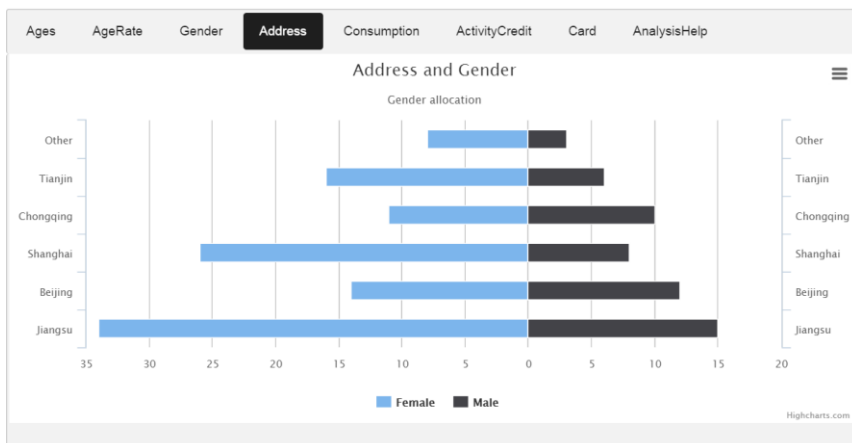 Ages AgeRate Gender Address Consumption ActivityCredit Card AnalysisHelp
Address and Gender
Gender allocation
Other Other
Tianjin Tianjin
Chongqing Chongqing
Shanghai Shanghai
Beijing Beijing
Jiangsu Jiangsu
35 30 25 20 15 10 5 0 5 10 15 20
Female Male
Highcharts.com